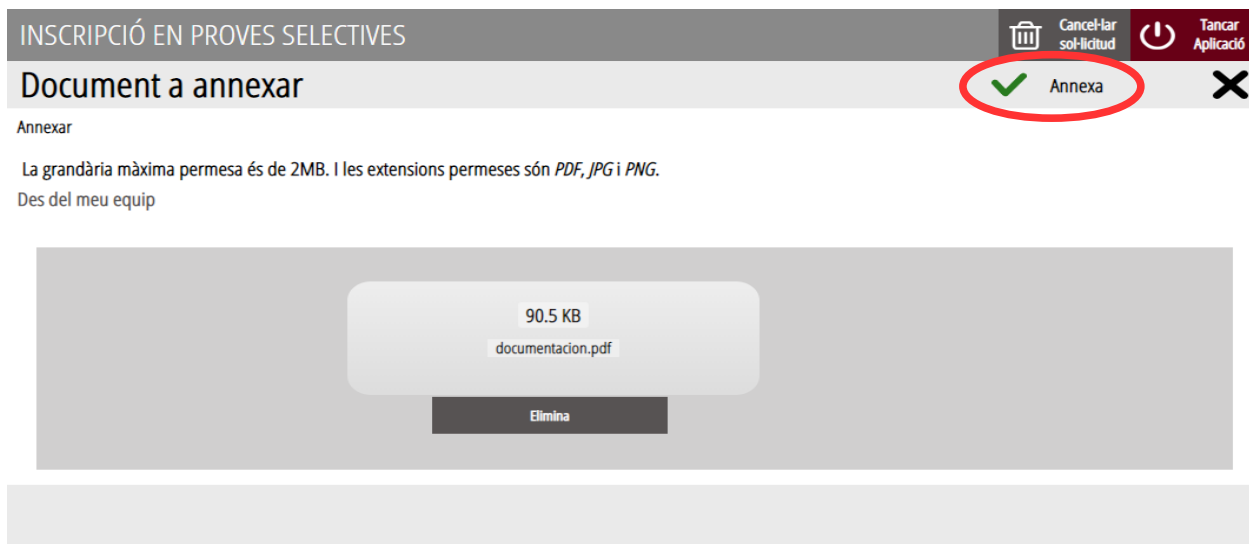 INSCRIPCIÓ EN PROVES SELECTIVES
Cancel·lar
sol·licitud
Tancar
Aplicació
Document a annexar
Annexa
Annexar
La grandària màxima permesa és de 2MB. I les extensions permeses són PDF, JPG i PNG.
Des del meu equip
90.5 KB
documentacion.pdf
Elimina